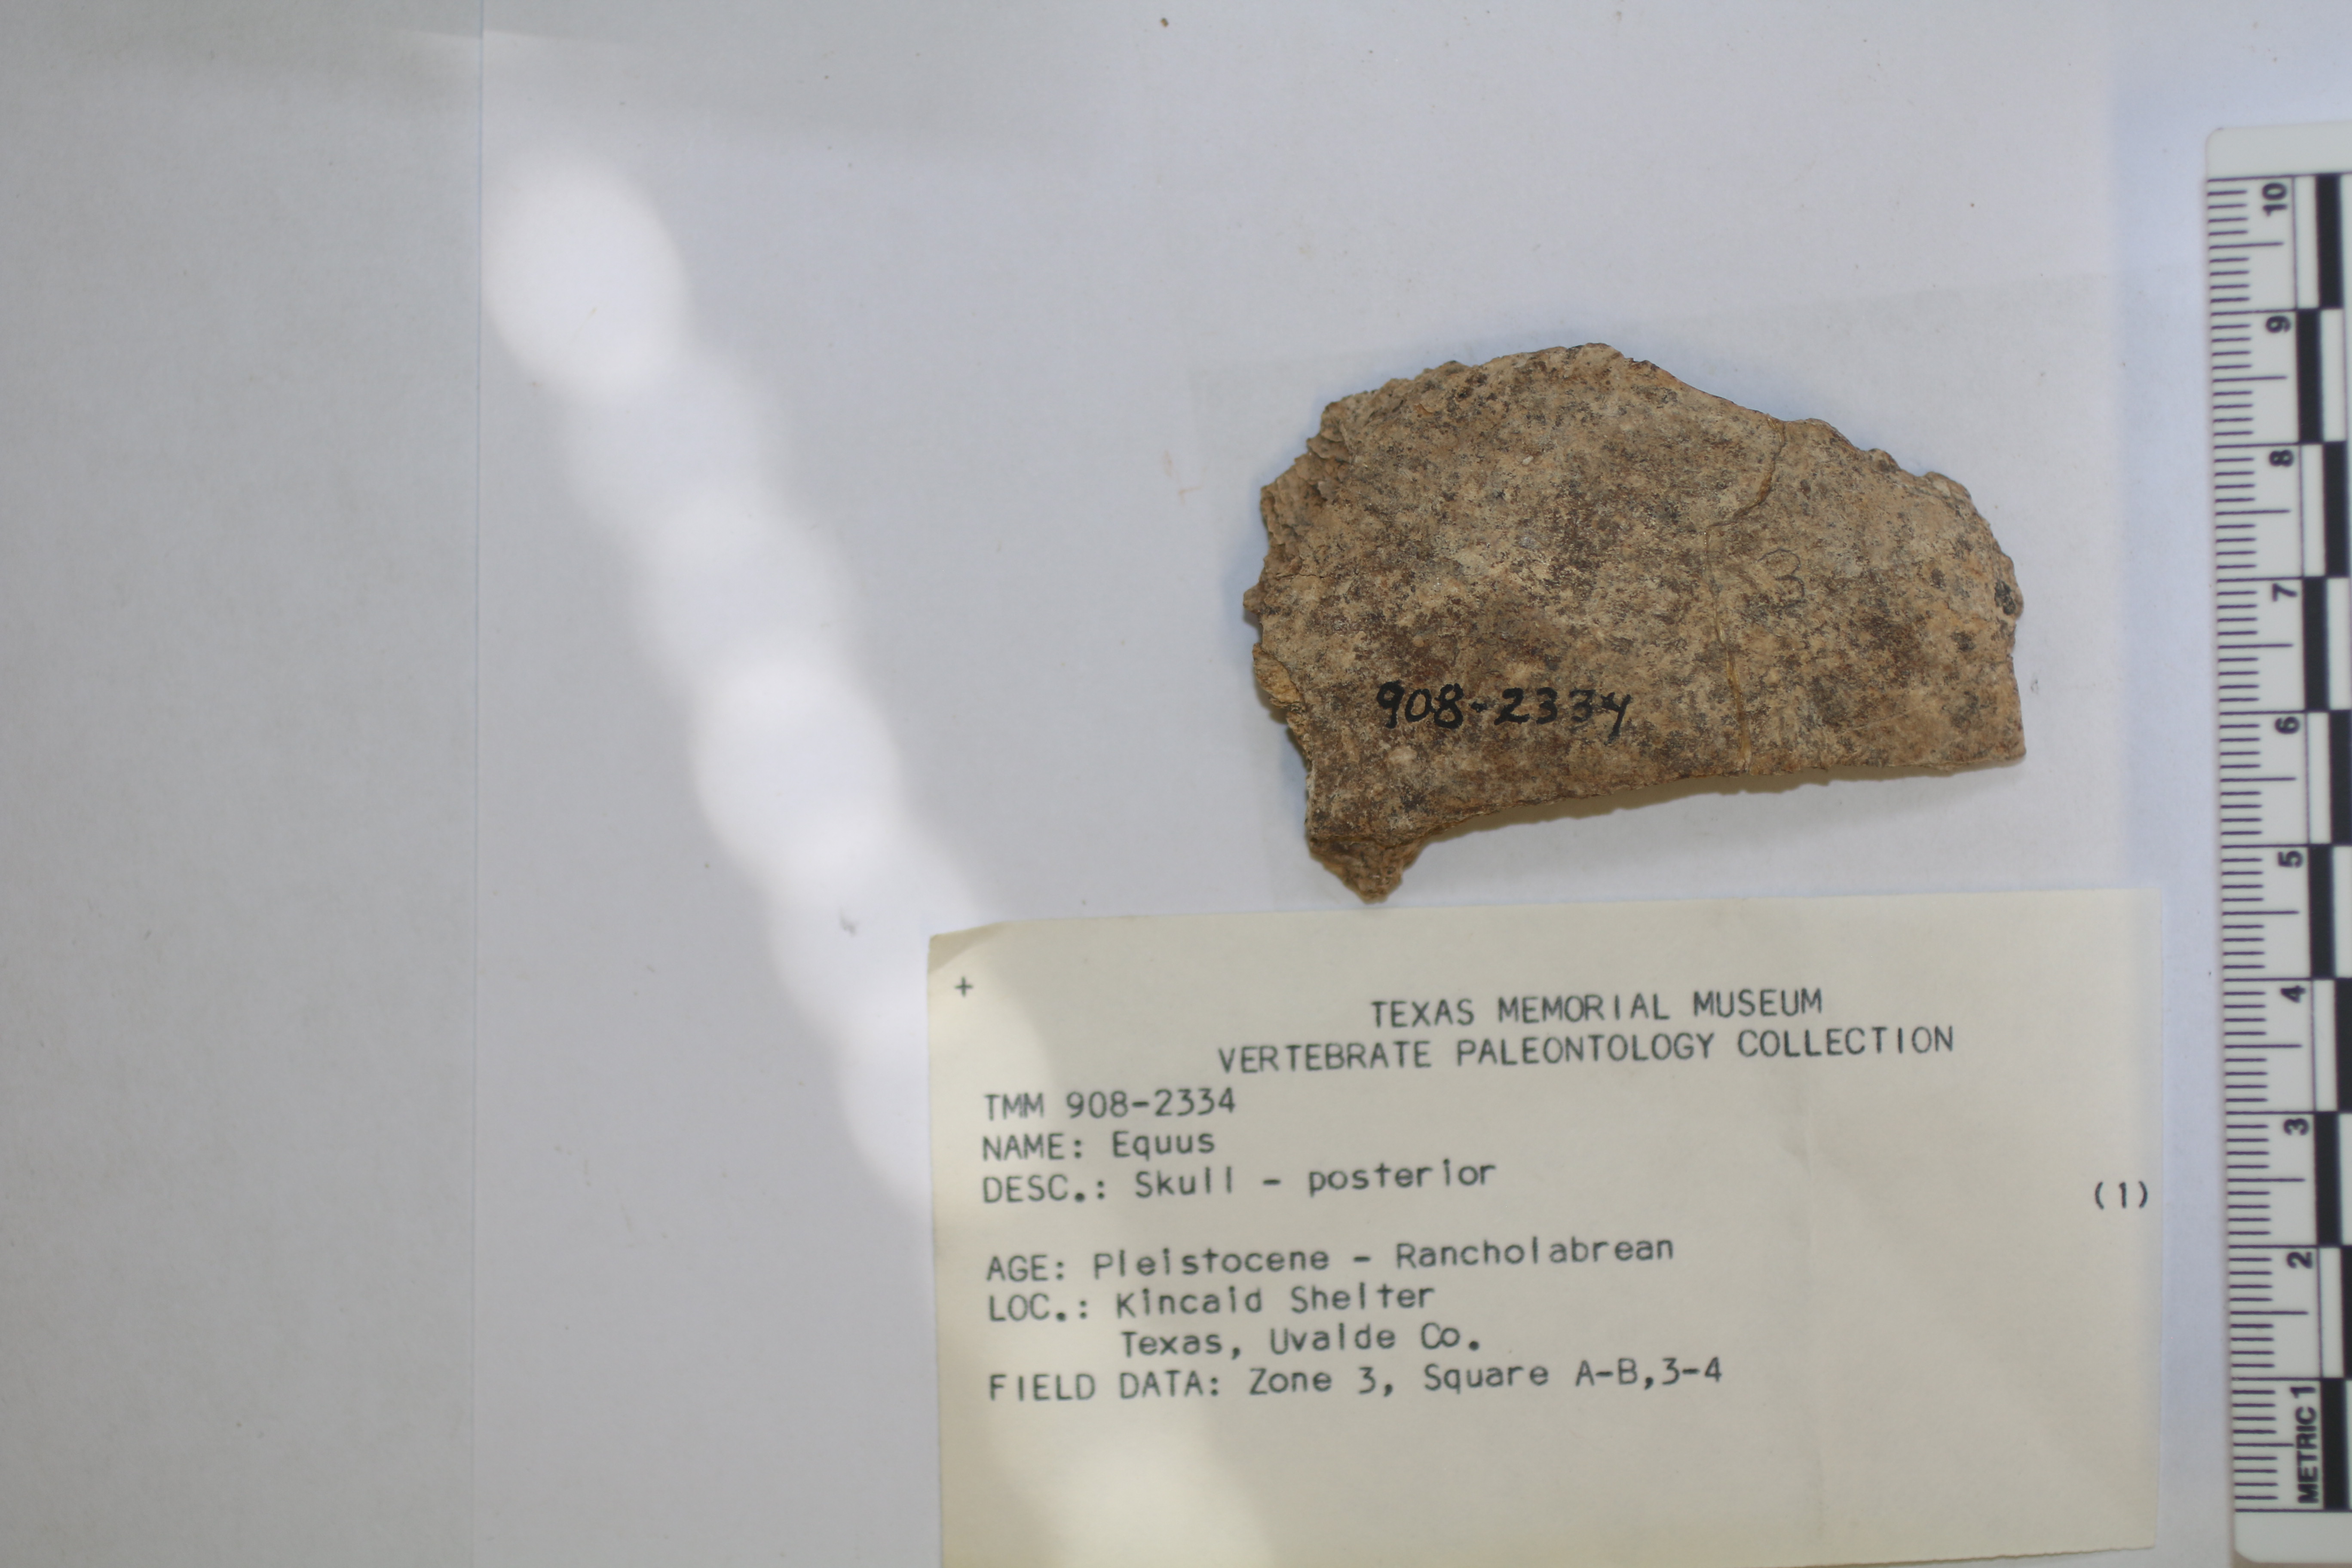 +
TEXAS MEMORIAL MUSEUM
VERTEBRATE PALEONTOLOGY COLLECTION
TMM 908-2334
NAME: Equus
DESC.: Skull - posterior (1)
AGE: Pleistocene - Rancholabrean
LOC.: Kincaid Shelter
Texas, Uvalde Co.
FIELD DATA: Zone 3, Square A-B,3-4
908-2334
3
METRIC 1 2 3 4 5 6 7 8 9 10